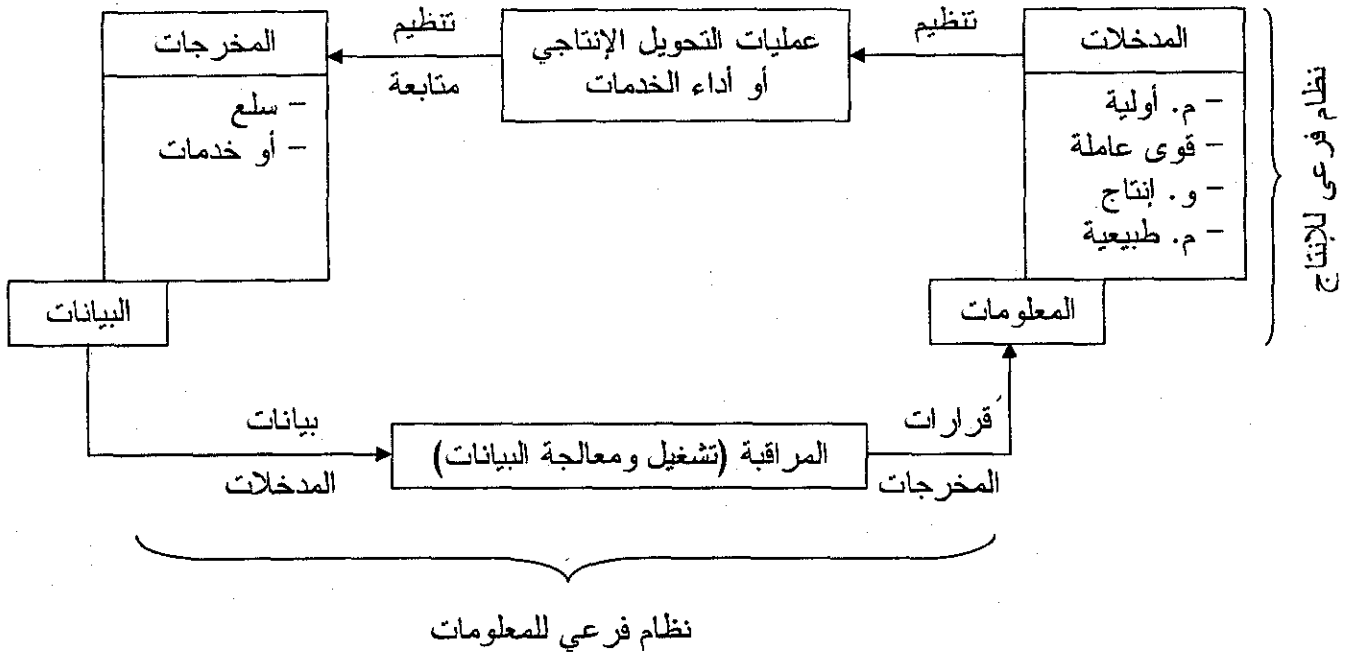 المدخلات
- م. أولية
- قوى عاملة
- و. إنتاج
- م. طبيعية
تنظيم
عمليات التحويل الإنتاجي
أو أداء الخدمات
تنظيم
متابعة
المخرجات
- سلع
- أو خدمات
نظام فرعي للإنتاج
المعلومات
البيانات
قرارات
المخرجات
المراقبة (تشغيل ومعالجة البيانات)
بيانات
المدخلات
نظام فرعي للمعلومات